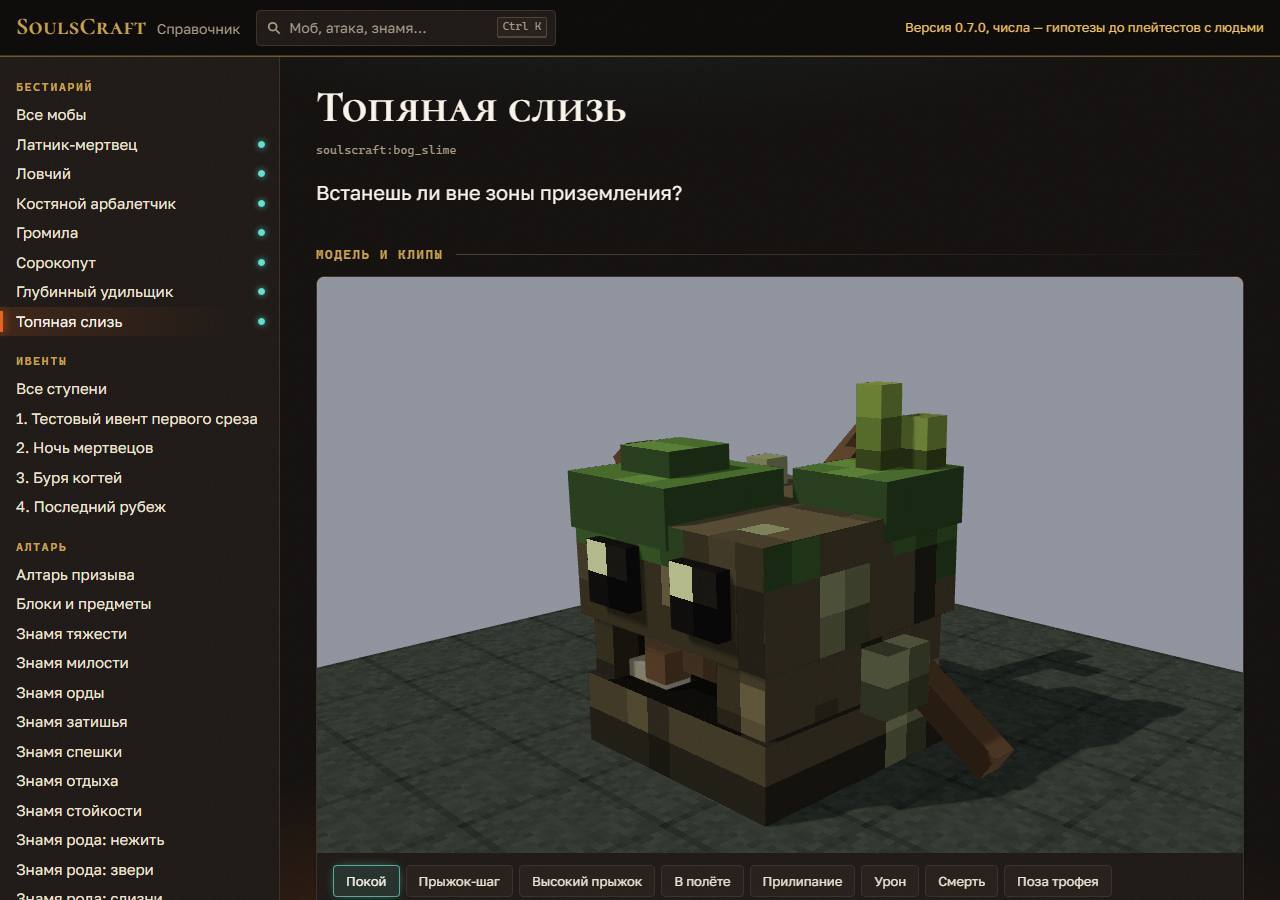 SoulsCraft Справочник
Моб, атака, знамя...
Ctrl K
Версия 0.7.0, числа — гипотезы до плейтестов с людьми
БЕСТИАРИЙ
Все мобы
Латник-мертвец
Ловчий
Костяной арбалетчик
Громила
Сорокопут
Глубинный удильщик
Топяная слизь
ИВЕНТЫ
Все ступени
1. Тестовый ивент первого среза
2. Ночь мертвецов
3. Буря когтей
4. Последний рубеж
АЛТАРЬ
Алтарь призыва
Блоки и предметы
Знамя тяжести
Знамя милости
Знамя орды
Знамя затишья
Знамя спешки
Знамя отдыха
Знамя стойкости
Знамя рода: нежить
Знамя рода: звери
Знамя рода: слизни
Топяная слизь
soulscraft:bog_slime
Встанешь ли вне зоны приземления?
МОДЕЛЬ И КЛИПЫ
Покой
Прыжок-шаг
Высокий прыжок
В полёте
Прилипание
Урон
Смерть
Поза трофея